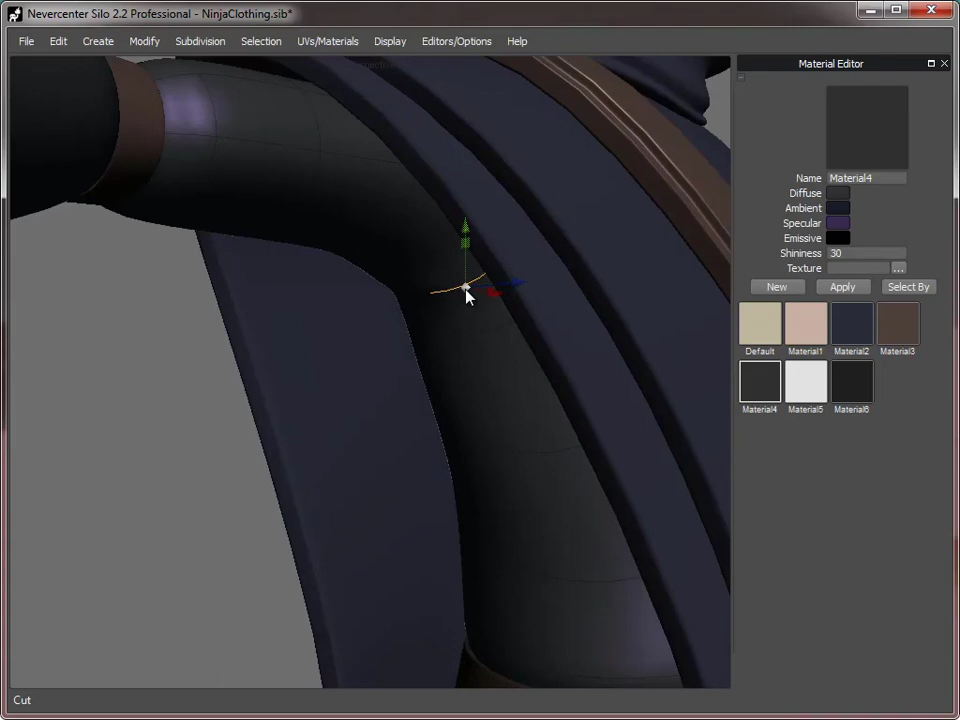 Nevercenter Silo 2.2 Professional - NinjaClothing.sib*
File Edit Create Modify Subdivision Selection UVs/Materials Display Editors/Options Help
Material Editor
Name Material4
Diffuse
Ambient
Specular
Emissive
Shininess 30
Texture ...
New Apply Select By
Default Material1 Material2 Material3
Material4 Material5 Material6
Cut